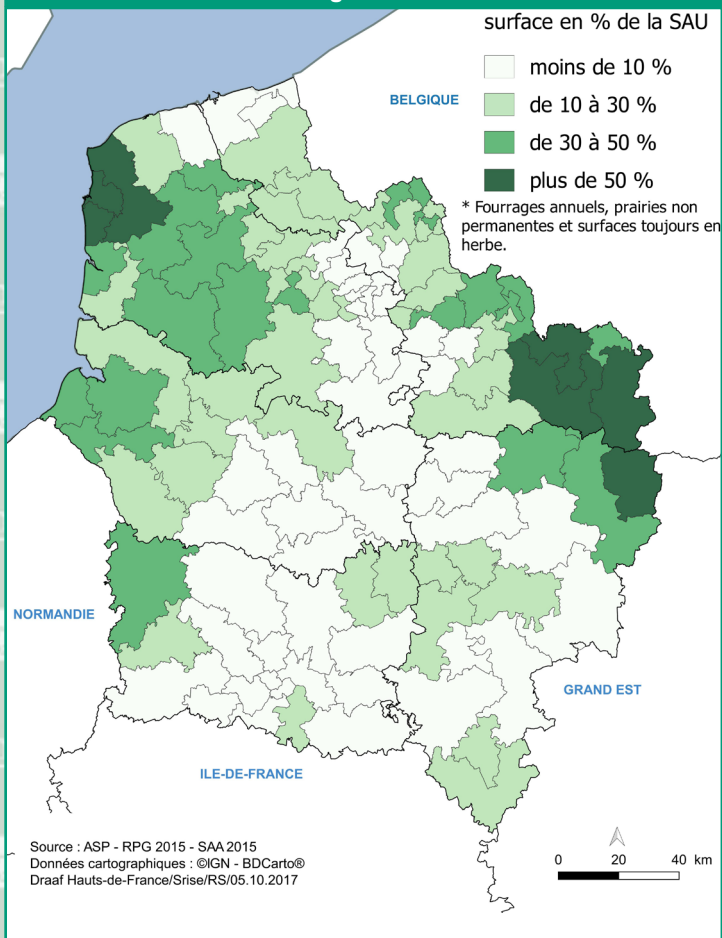 surface en % de la SAU
moins de 10 %
de 10 à 30 %
de 30 à 50 %
plus de 50 %
* Fourrages annuels, prairies non
permanentes et surfaces toujours en
herbe.
BELGIQUE
NORMANDIE
GRAND EST
ILE-DE-FRANCE
Source : ASP - RPG 2015 - SAA 2015
Données cartographiques : ©IGN - BDCarto®
Draaf Hauts-de-France/Srise/RS/05.10.2017
0 20 40 km